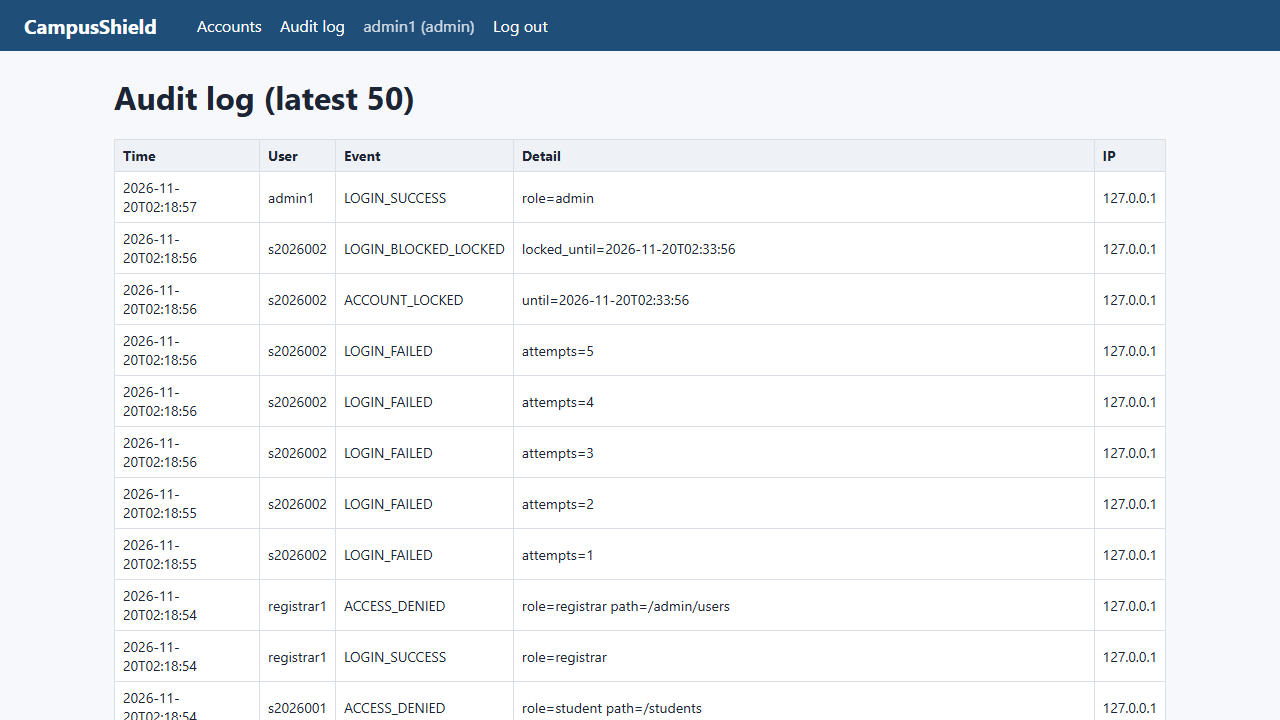 CampusShield Accounts Audit log admin1 (admin) Log out
Audit log (latest 50)
Time User Event Detail IP
2026-11-
20T02:18:57 admin1 LOGIN_SUCCESS role=admin 127.0.0.1
2026-11-
20T02:18:56 s2026002 LOGIN_BLOCKED_LOCKED locked_until=2026-11-20T02:33:56 127.0.0.1
2026-11-
20T02:18:56 s2026002 ACCOUNT_LOCKED until=2026-11-20T02:33:56 127.0.0.1
2026-11-
20T02:18:56 s2026002 LOGIN_FAILED attempts=5 127.0.0.1
2026-11-
20T02:18:56 s2026002 LOGIN_FAILED attempts=4 127.0.0.1
2026-11-
20T02:18:56 s2026002 LOGIN_FAILED attempts=3 127.0.0.1
2026-11-
20T02:18:55 s2026002 LOGIN_FAILED attempts=2 127.0.0.1
2026-11-
20T02:18:55 s2026002 LOGIN_FAILED attempts=1 127.0.0.1
2026-11-
20T02:18:54 registrar1 ACCESS_DENIED role=registrar path=/admin/users 127.0.0.1
2026-11-
20T02:18:54 registrar1 LOGIN_SUCCESS role=registrar 127.0.0.1
2026-11-
20T02:18:54 s2026001 ACCESS_DENIED role=student path=/students 127.0.0.1